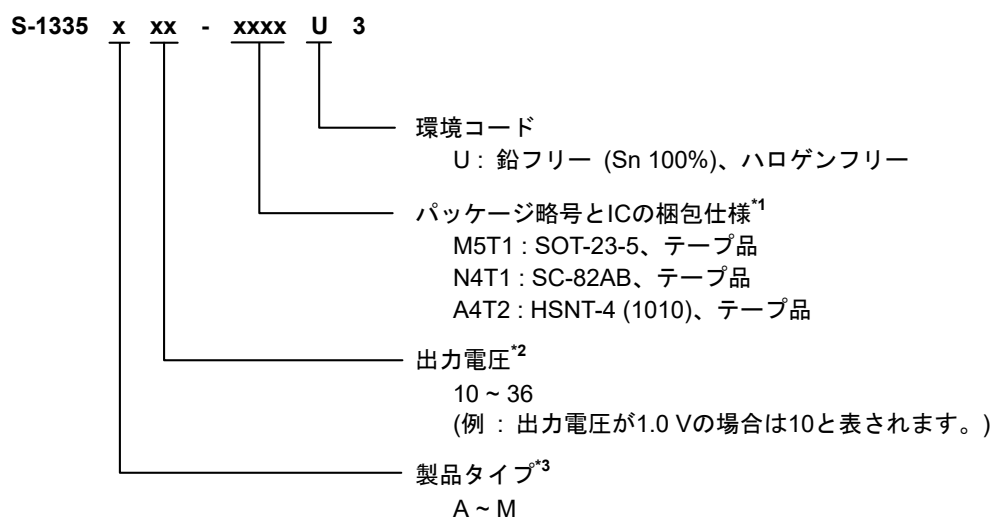 S-1335 x xx - xxxx U 3
環境コード
U : 鉛フリー (Sn 100%)、ハロゲンフリー
パッケージ略号とICの梱包仕様*1
M5T1 : SOT-23-5、テープ品
N4T1 : SC-82AB、テープ品
A4T2 : HSNT-4 (1010)、テープ品
出力電圧*2
10 ~ 36
(例 : 出力電圧が1.0 Vの場合は10と表されます。)
製品タイプ*3
A ~ M